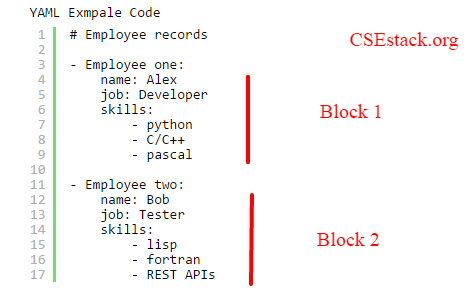 YAML Exmpale Code
1 # Employee records
CSEstack.org
2
3 - Employee one:
4 name: Alex
5 job: Developer
6 skills:
7 - python
8 - C/C++
9 - pascal
Block 1
10
11 - Employee two:
12 name: Bob
13 job: Tester
14 skills:
15 - lisp
16 - fortran
17 - REST APIs
Block 2